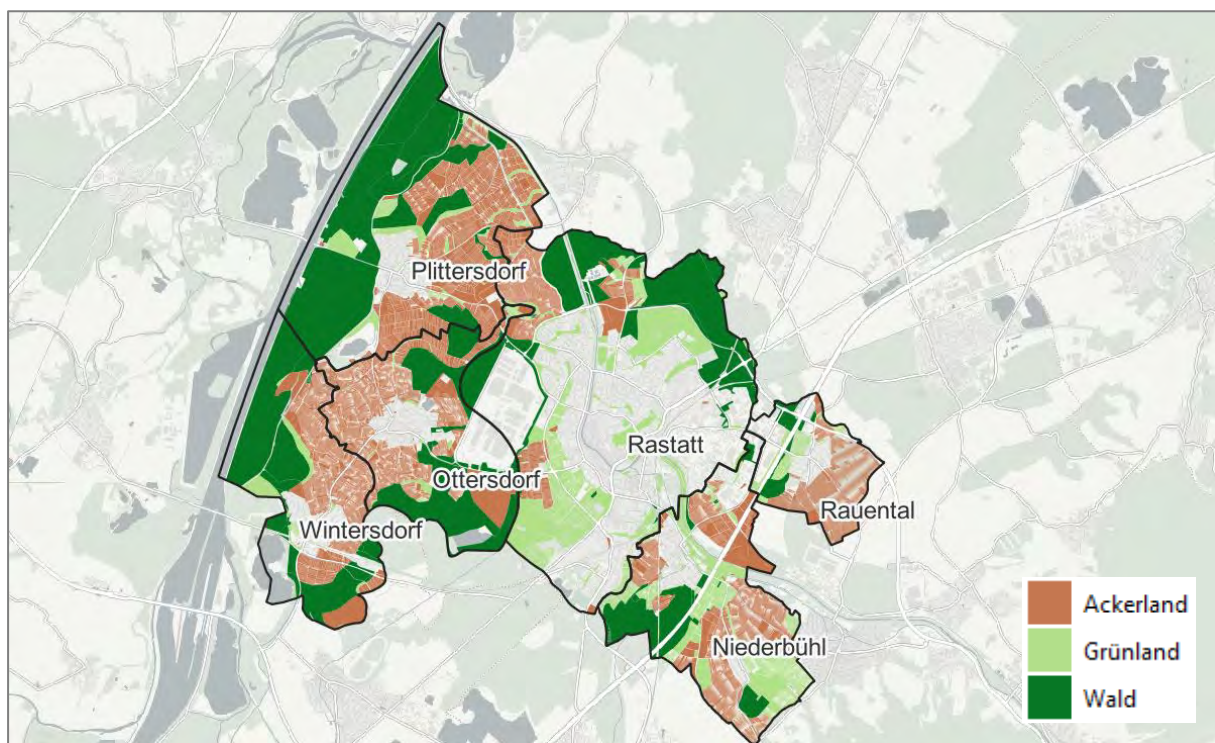 Plittersdorf
Rastatt
Ottersdorf
Rauental
Wintersdorf
Niederbühl
Ackerland
Grünland
Wald